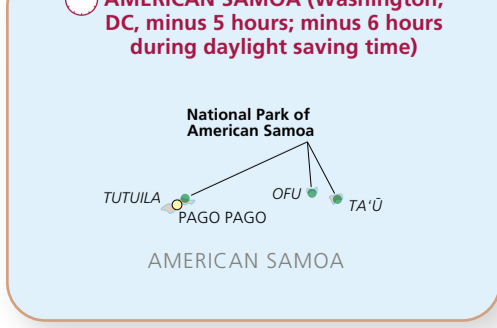 AMERICAN SAMOA (Washington,
DC, minus 5 hours; minus 6 hours
during daylight saving time)
National Park of
American Samoa
TUTUILA
OFU
TAʻŪ
PAGO PAGO
AMERICAN SAMOA